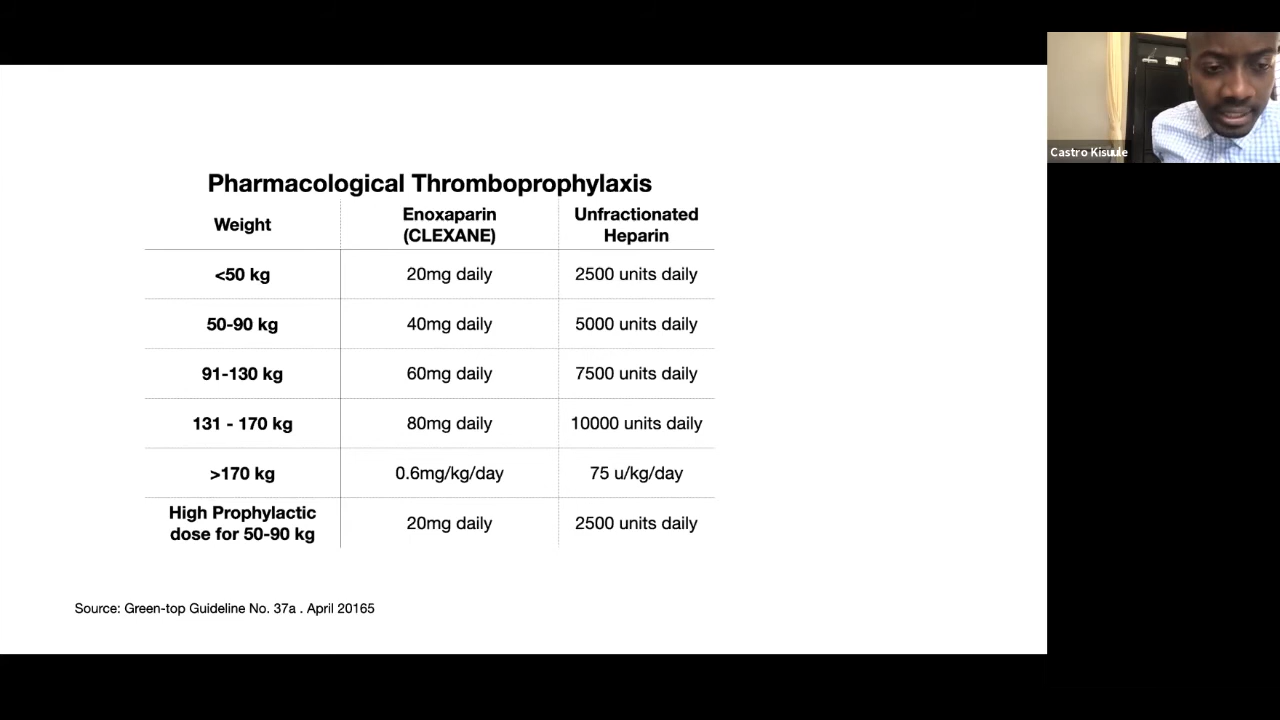 Pharmacological Thromboprophylaxis
Weight
Enoxaparin
(CLEXANE)
Unfractionated
Heparin
<50 kg
20mg daily
2500 units daily
50-90 kg
40mg daily
5000 units daily
91-130 kg
60mg daily
7500 units daily
131 - 170 kg
80mg daily
10000 units daily
>170 kg
0.6mg/kg/day
75 u/kg/day
High Prophylactic
dose for 50-90 kg
20mg daily
2500 units daily
Source: Green-top Guideline No. 37a . April 20165
Castro Kisuule